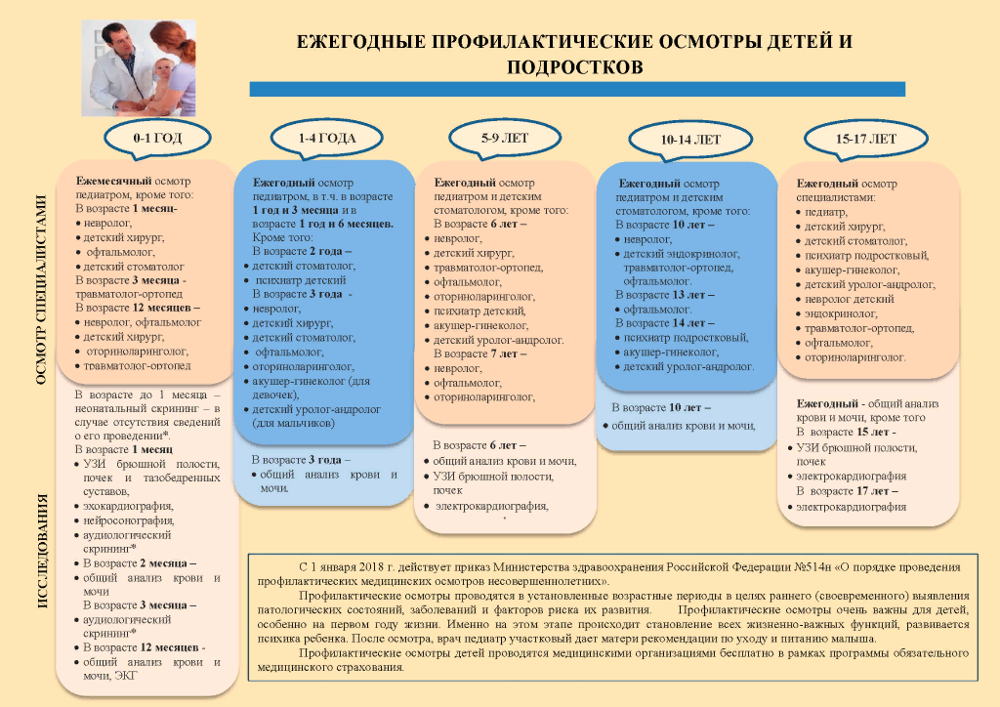 ЕЖЕГОДНЫЕ ПРОФИЛАКТИЧЕСКИЕ ОСМОТРЫ ДЕТЕЙ И
ПОДРОСТКОВ
ОСМОТР СПЕЦИАЛИСТАМИ
0-1 ГОД
Ежемесячный осмотр
педиатром, кроме того:
В возрасте 1 месяц-
• невролог,
• детский хирург,
• офтальмолог,
• детский стоматолог
В возрасте 3 месяца -
травматолог-ортопед
В возрасте 12 месяцев –
• невролог, офтальмолог
• детский хирург,
• оториноларинголог,
• травматолог-ортопед
1-4 ГОДА
Ежегодный осмотр
педиатром, в т.ч. в возрасте
1 год и 3 месяца и в
возрасте 1 год и 6 месяцев.
Кроме того:
В возрасте 2 года –
• детский стоматолог,
• психиатр детский
В возрасте 3 года -
• невролог,
• детский хирург,
• детский стоматолог,
• офтальмолог,
• оториноларинголог,
• акушер-гинеколог (для
девочек),
• детский уролог-андролог
(для мальчиков)
5-9 ЛЕТ
Ежегодный осмотр
педиатром и детским
стоматологом, кроме того:
В возрасте 6 лет –
• невролог,
• детский хирург,
• травматолог-ортопед,
• офтальмолог,
• оториноларинголог,
• психиатр детский,
• акушер-гинеколог,
• детский уролог-андролог.
В возрасте 7 лет –
• невролог,
• офтальмолог,
• оториноларинголог,
10-14 ЛЕТ
Ежегодный осмотр
педиатром и детским
стоматологом, кроме того:
В возрасте 10 лет –
• невролог,
• детский эндокринолог,
травматолог-ортопед,
офтальмолог.
В возрасте 13 лет –
• офтальмолог.
В возрасте 14 лет –
• психиатр подростковый,
• акушер-гинеколог,
• детский уролог-андролог.
15-17 ЛЕТ
Ежегодный осмотр
специалистами:
• педиатр,
• детский хирург,
• детский стоматолог,
• психиатр подростковый,
• акушер-гинеколог,
• детский уролог-андролог,
• невролог детский
• эндокринолог,
• травматолог-ортопед,
• офтальмолог,
• оториноларинголог.
ИССЛЕДОВАНИЯ
В возрасте до 1 месяца –
неонатальный скрининг – в
случае отсутствия сведений
о его проведении*.
В возрасте 1 месяц
• УЗИ брюшной полости,
почек и тазобедренных
суставов,
• эхокардиография,
• нейросонография,
• аудиологический
скрининг*
• В возрасте 2 месяца –
• общий анализ крови и
мочи
В возрасте 3 месяца –
• аудиологический
скрининг*
• В возрасте 12 месяцев -
• общий анализ крови и
мочи, ЭКГ
В возрасте 3 года –
• общий анализ крови и
мочи.
В возрасте 6 лет –
• общий анализ крови и мочи,
• УЗИ брюшной полости,
почек
• электрокардиография,
В возрасте 10 лет –
• общий анализ крови и мочи,
Ежегодный - общий анализ
крови и мочи, кроме того
В возрасте 15 лет -
• УЗИ брюшной полости,
почек
• электрокардиография
В возрасте 17 лет –
• электрокардиография
С 1 января 2018 г. действует приказ Министерства здравоохранения Российской Федерации №514н «О порядке проведения
профилактических медицинских осмотров несовершеннолетних».
Профилактические осмотры проводятся в установленные возрастные периоды в целях раннего (своевременного) выявления
патологических состояний, заболеваний и факторов риска их развития. Профилактические осмотры очень важны для детей,
особенно на первом году жизни. Именно на этом этапе происходит становление всех жизненно-важных функций, развивается
психика ребенка. После осмотра, врач педиатр участковый дает матери рекомендации по уходу и питанию малыша.
Профилактические осмотры детей проводятся медицинскими организациями бесплатно в рамках программы обязательного
медицинского страхования.